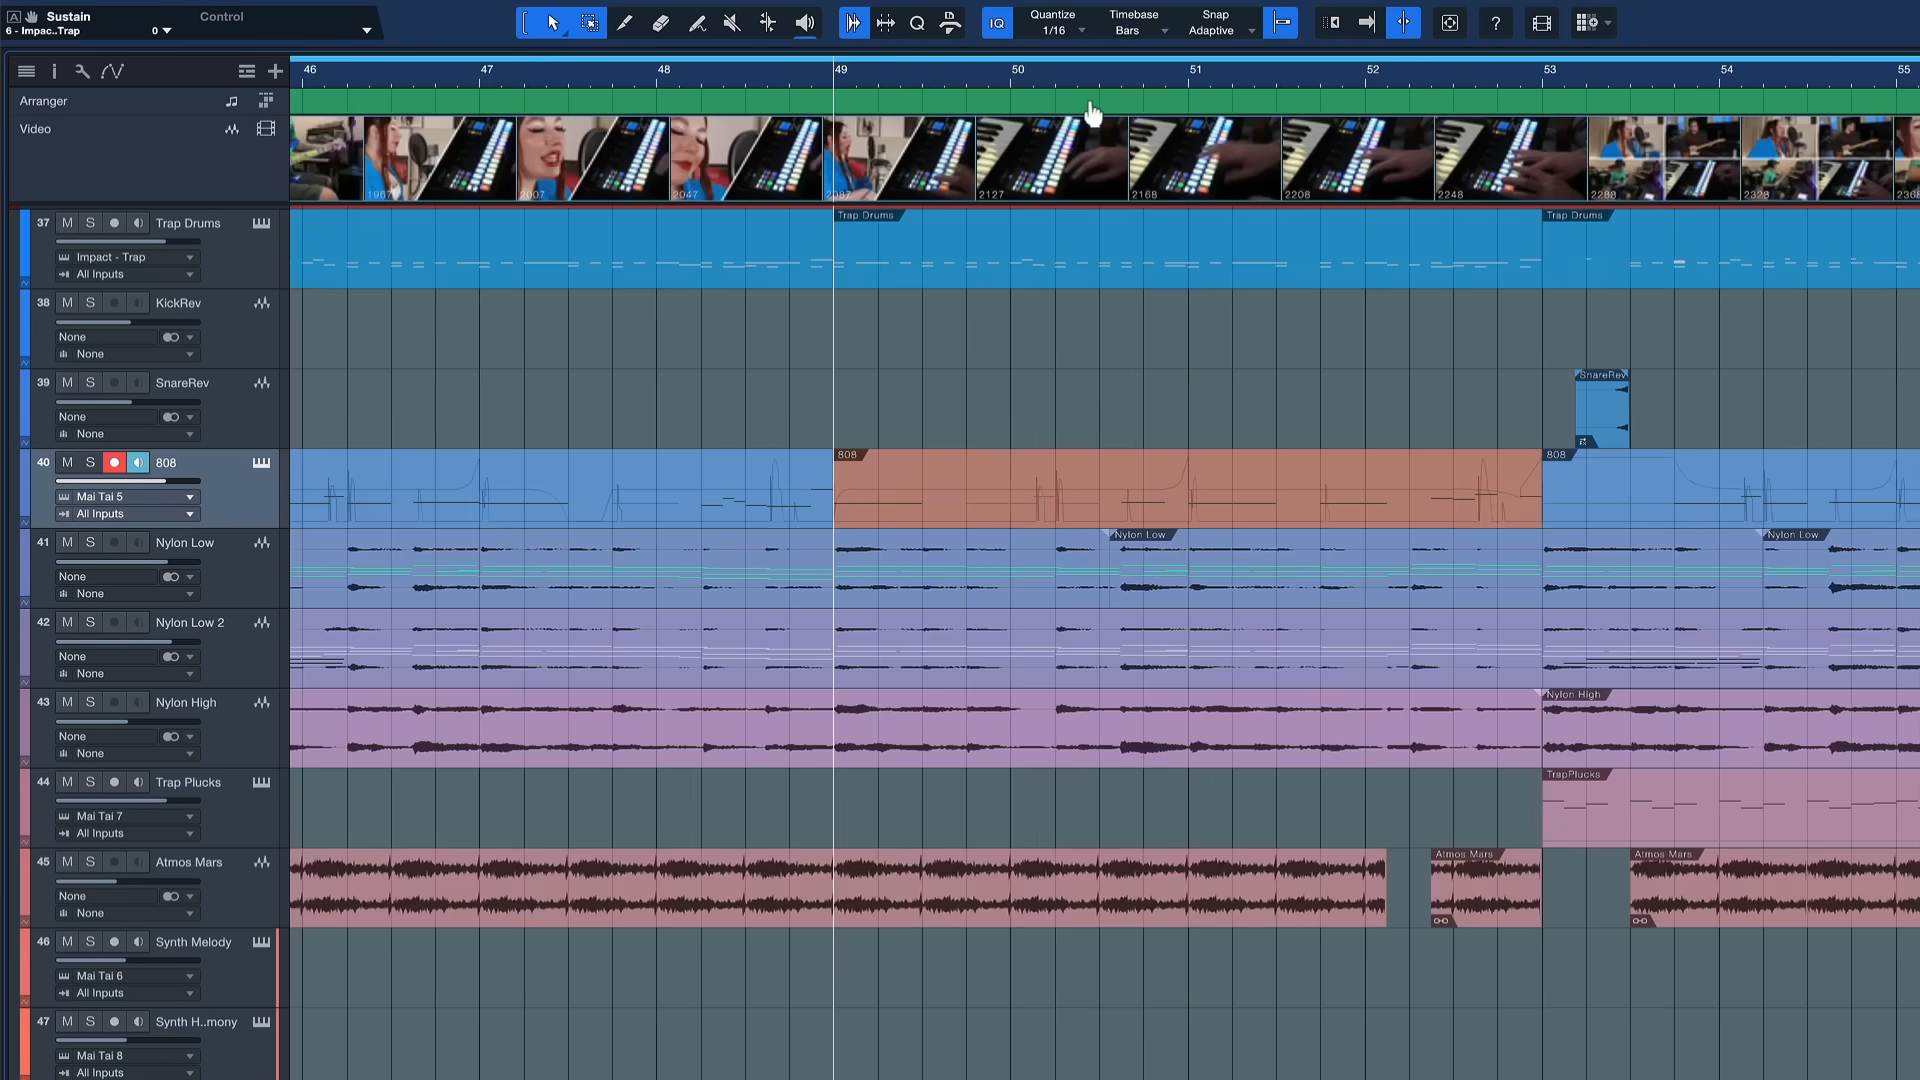 Sustain
Control
6 - Impac..Trap
0
IQ
Quantize
1/16
Timebase
Bars
Snap
Adaptive
?
46
47
48
49
50
51
52
53
54
55
Arranger
Video
1967
2007
2047
2087
2127
2168
2208
2248
2288
2328
37 M S Trap Drums
Impact - Trap
All Inputs
Trap Drums
Trap Drums
38 M S KickRev
None
None
39 M S SnareRev
None
None
SnareRev
40 M S 808
Mai Tai 5
All Inputs
808
808
41 M S Nylon Low
None
None
Nylon Low
Nylon Low
42 M S Nylon Low 2
None
None
43 M S Nylon High
None
None
Nylon High
44 M S Trap Plucks
Mai Tai 7
All Inputs
TrapPlucks
45 M S Atmos Mars
None
None
Atmos Mars
Atmos Mars
46 M S Synth Melody
Mai Tai 6
All Inputs
47 M S Synth H..mony
Mai Tai 8
All Inputs